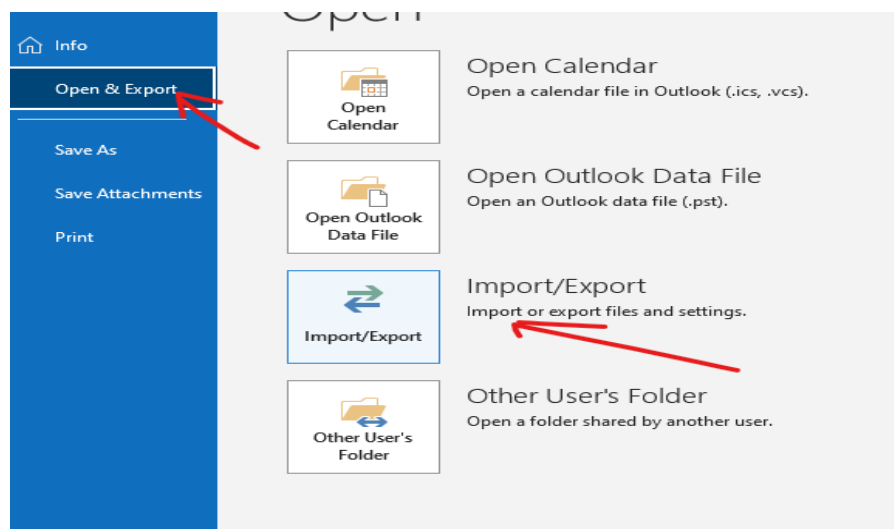 Open
Info
Open & Export
Save As
Save Attachments
Print
Open
Calendar
Open Calendar
Open a calendar file in Outlook (.ics, .vcs).
Open Outlook
Data File
Open Outlook Data File
Open an Outlook data file (.pst).
Import/Export
Import/Export
Import or export files and settings.
Other User's
Folder
Other User's Folder
Open a folder shared by another user.